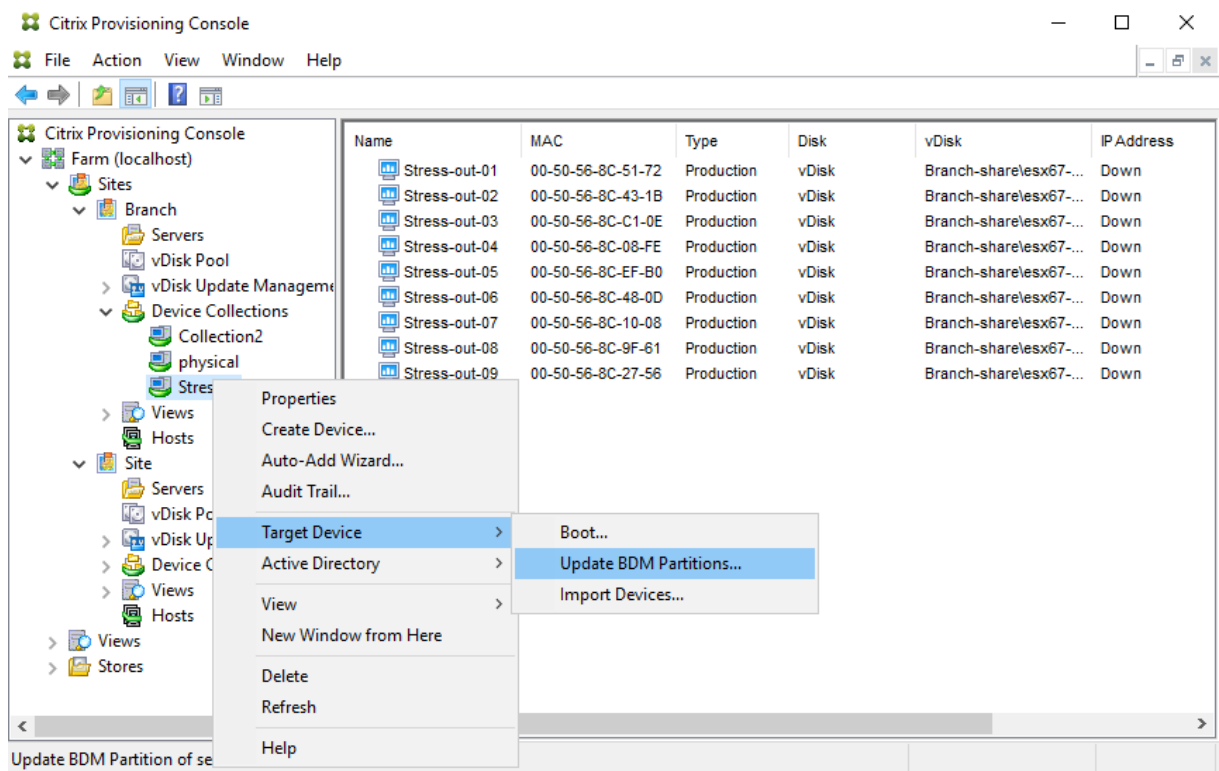 Citrix Provisioning Console
File Action View Window Help
Citrix Provisioning Console
Farm (localhost)
Sites
Branch
Servers
vDisk Pool
vDisk Update Manageme
Device Collections
Collection2
physical
Stres
Views
Hosts
Site
Servers
vDisk Po
vDisk Up
Device C
Views
Hosts
Views
Stores
Name MAC Type Disk vDisk IP Address
Stress-out-01 00-50-56-8C-51-72 Production vDisk Branch-share\esx67-... Down
Stress-out-02 00-50-56-8C-43-1B Production vDisk Branch-share\esx67-... Down
Stress-out-03 00-50-56-8C-C1-0E Production vDisk Branch-share\esx67-... Down
Stress-out-04 00-50-56-8C-08-FE Production vDisk Branch-share\esx67-... Down
Stress-out-05 00-50-56-8C-EF-B0 Production vDisk Branch-share\esx67-... Down
Stress-out-06 00-50-56-8C-48-0D Production vDisk Branch-share\esx67-... Down
Stress-out-07 00-50-56-8C-10-08 Production vDisk Branch-share\esx67-... Down
Stress-out-08 00-50-56-8C-9F-61 Production vDisk Branch-share\esx67-... Down
Stress-out-09 00-50-56-8C-27-56 Production vDisk Branch-share\esx67-... Down
Properties
Create Device...
Auto-Add Wizard...
Audit Trail...
Target Device
Active Directory
View
New Window from Here
Delete
Refresh
Help
Boot...
Update BDM Partitions...
Import Devices...
Update BDM Partition of se